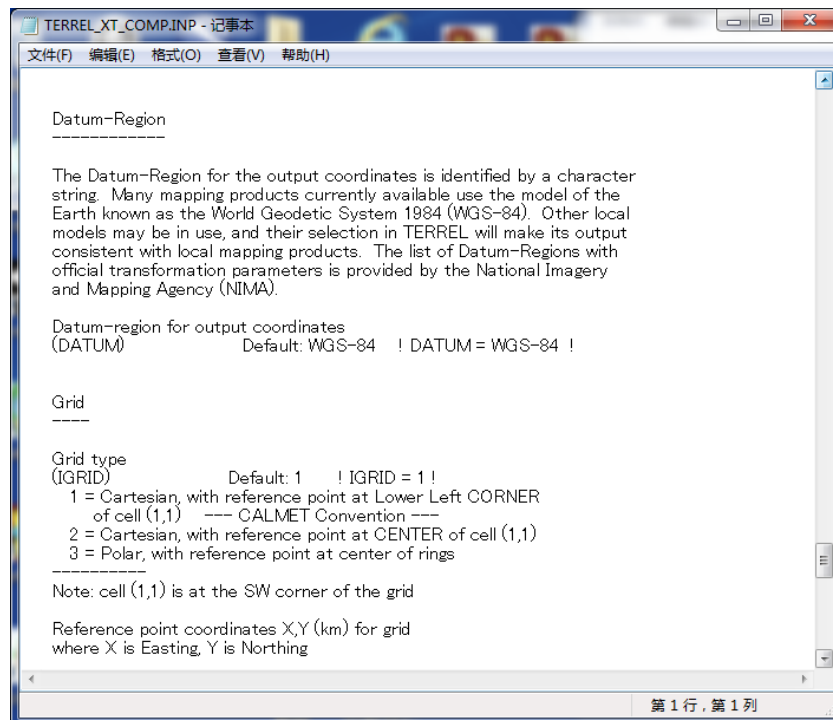 TERREL_XT_COMP.INP - 记事本
文件(F) 编辑(E) 格式(O) 查看(V) 帮助(H)
Datum-Region
------------
The Datum-Region for the output coordinates is identified by a character
string.  Many mapping products currently available use the model of the
Earth known as the World Geodetic System 1984 (WGS-84).  Other local
models may be in use, and their selection in TERREL will make its output
consistent with local mapping products.  The list of Datum-Regions with
official transformation parameters is provided by the National Imagery
and Mapping Agency (NIMA).
Datum-region for output coordinates
(DATUM)                    Default: WGS-84    ! DATUM = WGS-84  !
Grid
----
Grid type
(IGRID)                    Default: 1      ! IGRID = 1 !
1 = Cartesian, with reference point at Lower Left CORNER
of cell (1,1)    --- CALMET Convention ---
2 = Cartesian, with reference point at CENTER of cell (1,1)
3 = Polar, with reference point at center of rings
----------
Note: cell (1,1) is at the SW corner of the grid
Reference point coordinates X,Y (km) for grid
where X is Easting, Y is Northing
第 1 行，第 1 列